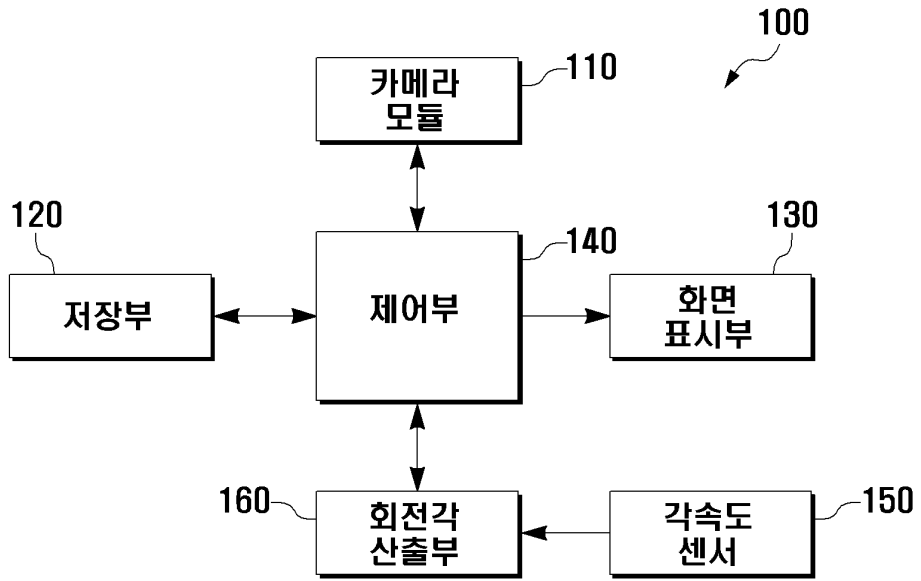 100
카메라
모듈
110
120
130
140
저장부
제어부
화면
표시부
160
회전각
산출부
각속도
센서
150